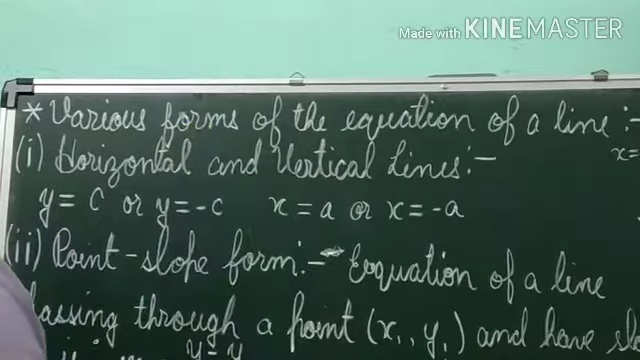 Made with KINEMASTER
* Various forms of the equation of a line :-
(i) Horizontal and Vertical Lines :-
x=
y = c or y = -c x = a or x = -a
(ii) Point-slope form :- Equation of a line
passing through a point (x₁, y₁) and have slo